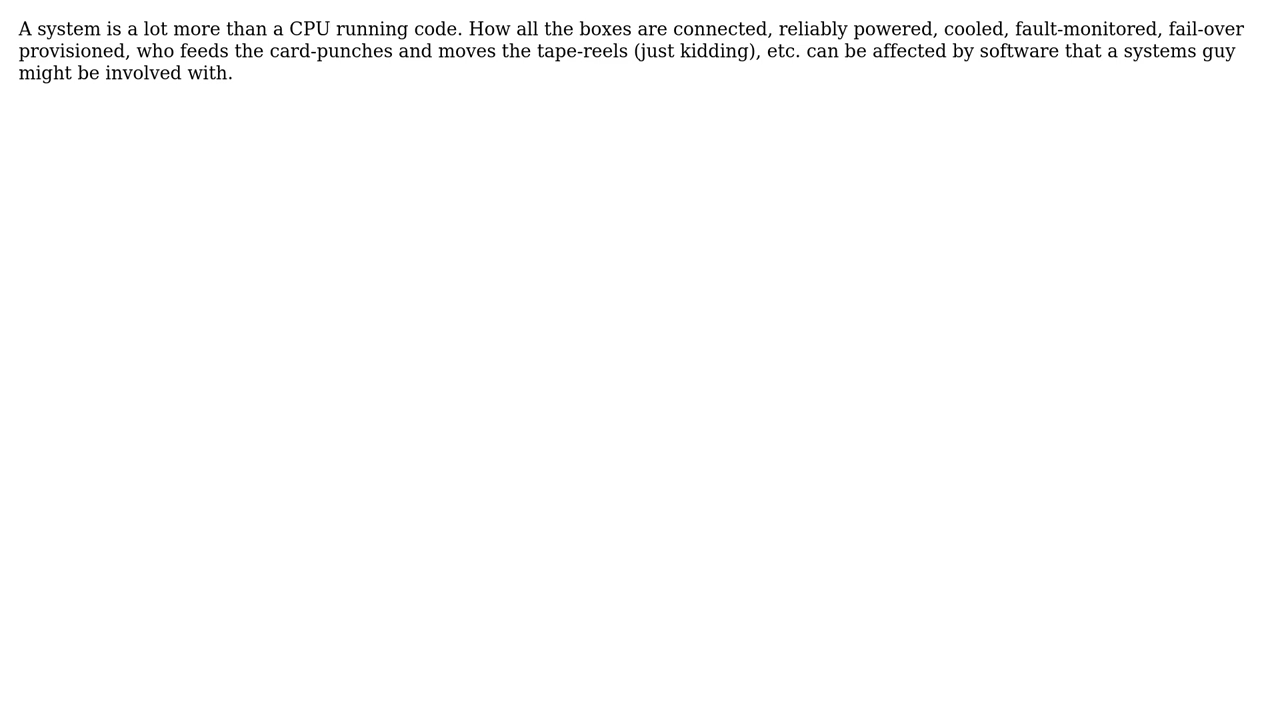 A system is a lot more than a CPU running code. How all the boxes are connected, reliably powered, cooled, fault-monitored, fail-over
provisioned, who feeds the card-punches and moves the tape-reels (just kidding), etc. can be affected by software that a systems guy
might be involved with.